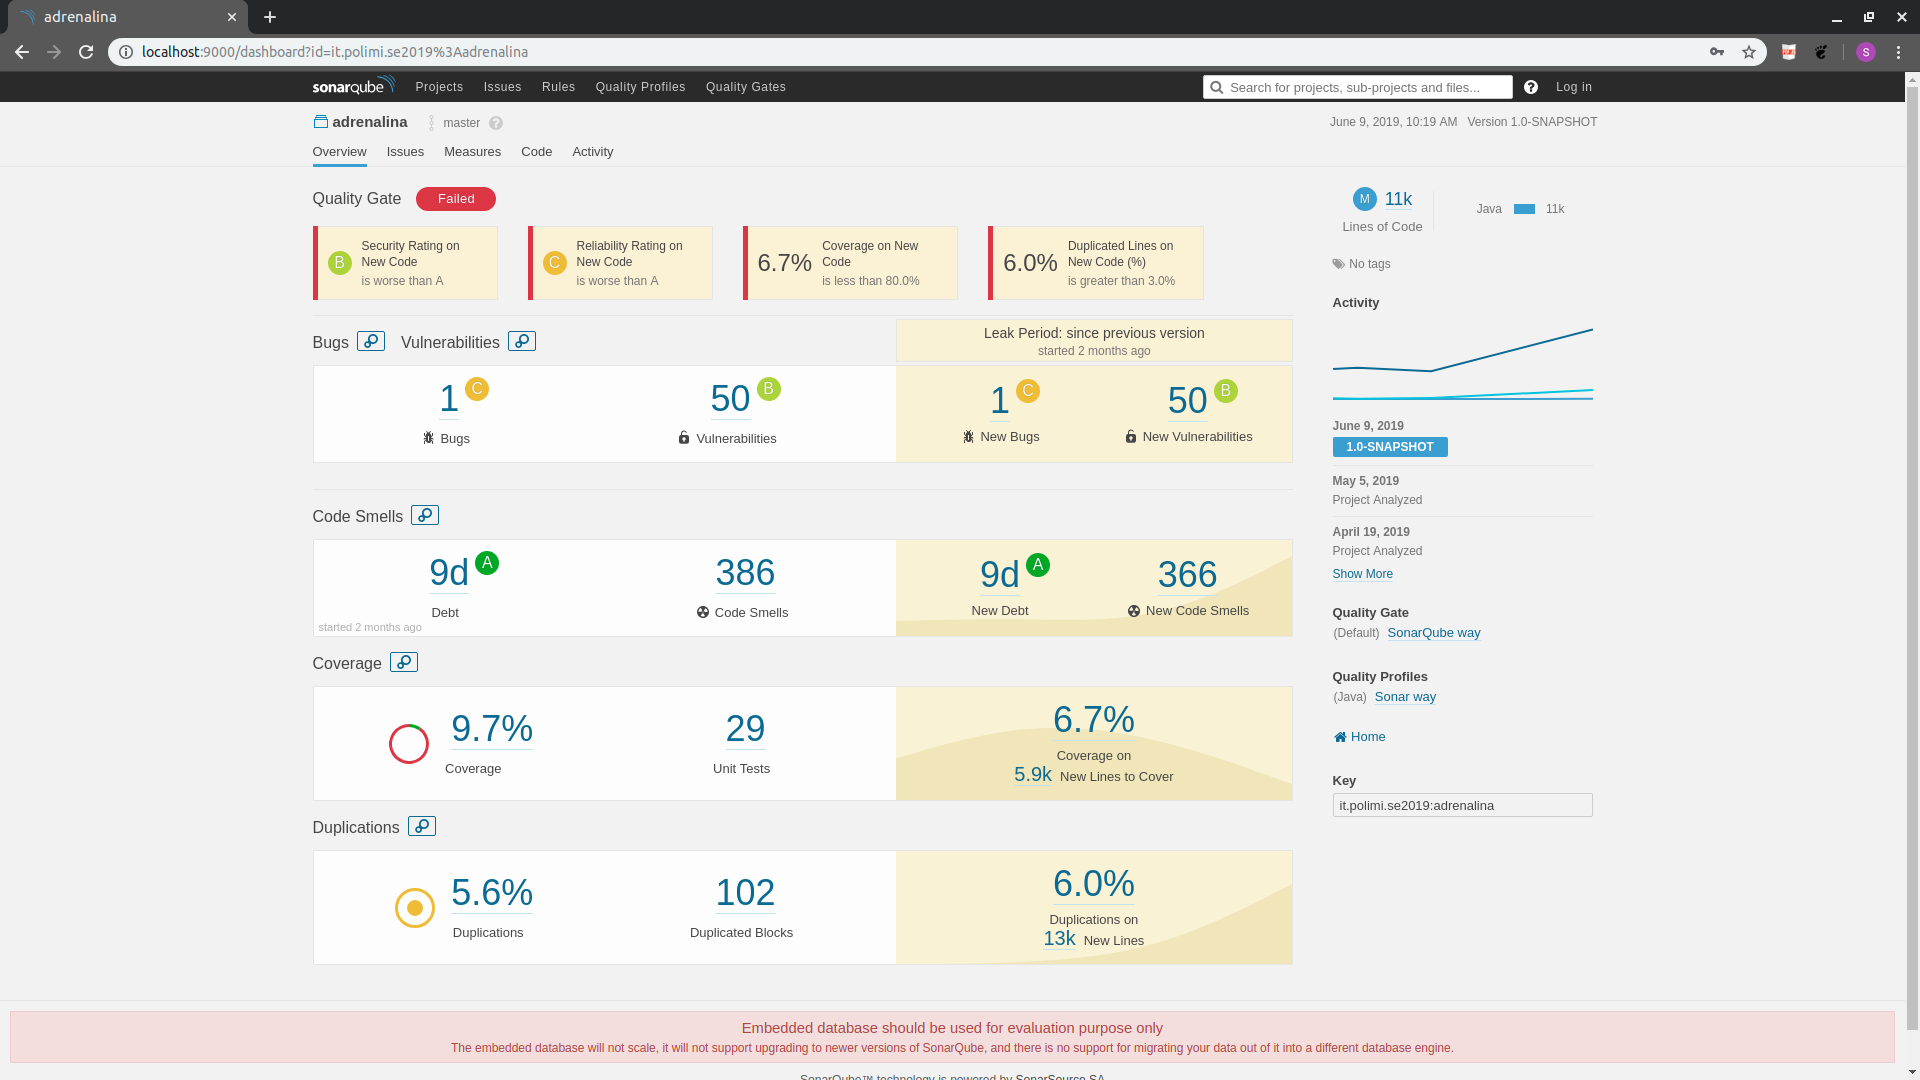 adrenalina
localhost:9000/dashboard?id=it.polimi.se2019%3Aadrenalina
S
sonarqube Projects Issues Rules Quality Profiles Quality Gates Search for projects, sub-projects and files... Log in
adrenalina master June 9, 2019, 10:19 AM Version 1.0-SNAPSHOT
Overview Issues Measures Code Activity
Quality Gate Failed
B Security Rating on New Code is worse than A
C Reliability Rating on New Code is worse than A
6.7% Coverage on New Code is less than 80.0%
6.0% Duplicated Lines on New Code (%) is greater than 3.0%
Bugs Vulnerabilities
Leak Period: since previous version
started 2 months ago
1 C 50 B 1 C 50 B
Bugs Vulnerabilities New Bugs New Vulnerabilities
Code Smells
9d A 386 9d A 366
Debt Code Smells New Debt New Code Smells
started 2 months ago
Coverage
9.7% 29 6.7%
Coverage Unit Tests Coverage on
5.9k New Lines to Cover
Duplications
5.6% 102 6.0%
Duplications Duplicated Blocks Duplications on
13k New Lines
M 11k Java 11k
Lines of Code
No tags
Activity
June 9, 2019
1.0-SNAPSHOT
May 5, 2019
Project Analyzed
April 19, 2019
Project Analyzed
Show More
Quality Gate
(Default) SonarQube way
Quality Profiles
(Java) Sonar way
Home
Key
it.polimi.se2019:adrenalina
Embedded database should be used for evaluation purpose only
The embedded database will not scale, it will not support upgrading to newer versions of SonarQube, and there is no support for migrating your data out of it into a different database engine.
SonarQube™ technology is powered by SonarSource SA